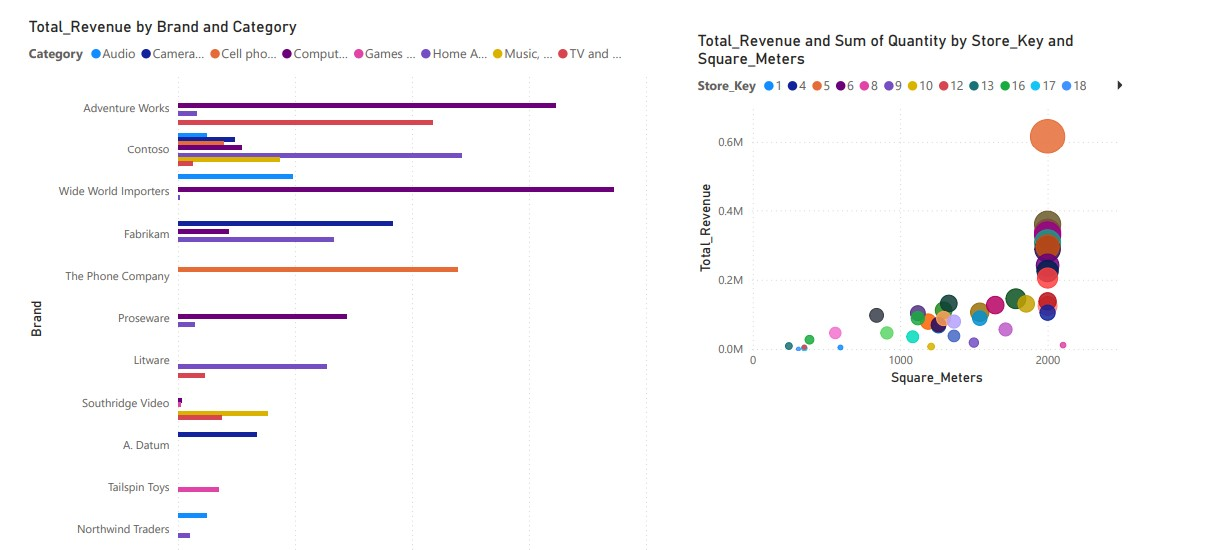 Total_Revenue by Brand and Category
Category Audio Camera... Cell pho... Comput... Games ... Home A... Music, ... TV and ...
Adventure Works
Contoso
Wide World Importers
Fabrikam
The Phone Company
Proseware
Litware
Southridge Video
A. Datum
Tailspin Toys
Northwind Traders
Brand
Total_Revenue and Sum of Quantity by Store_Key and
Square_Meters
Store_Key 1 4 5 6 8 9 10 12 13 16 17 18
0.6M
0.4M
0.2M
0.0M
Total_Revenue
0 1000 2000
Square_Meters